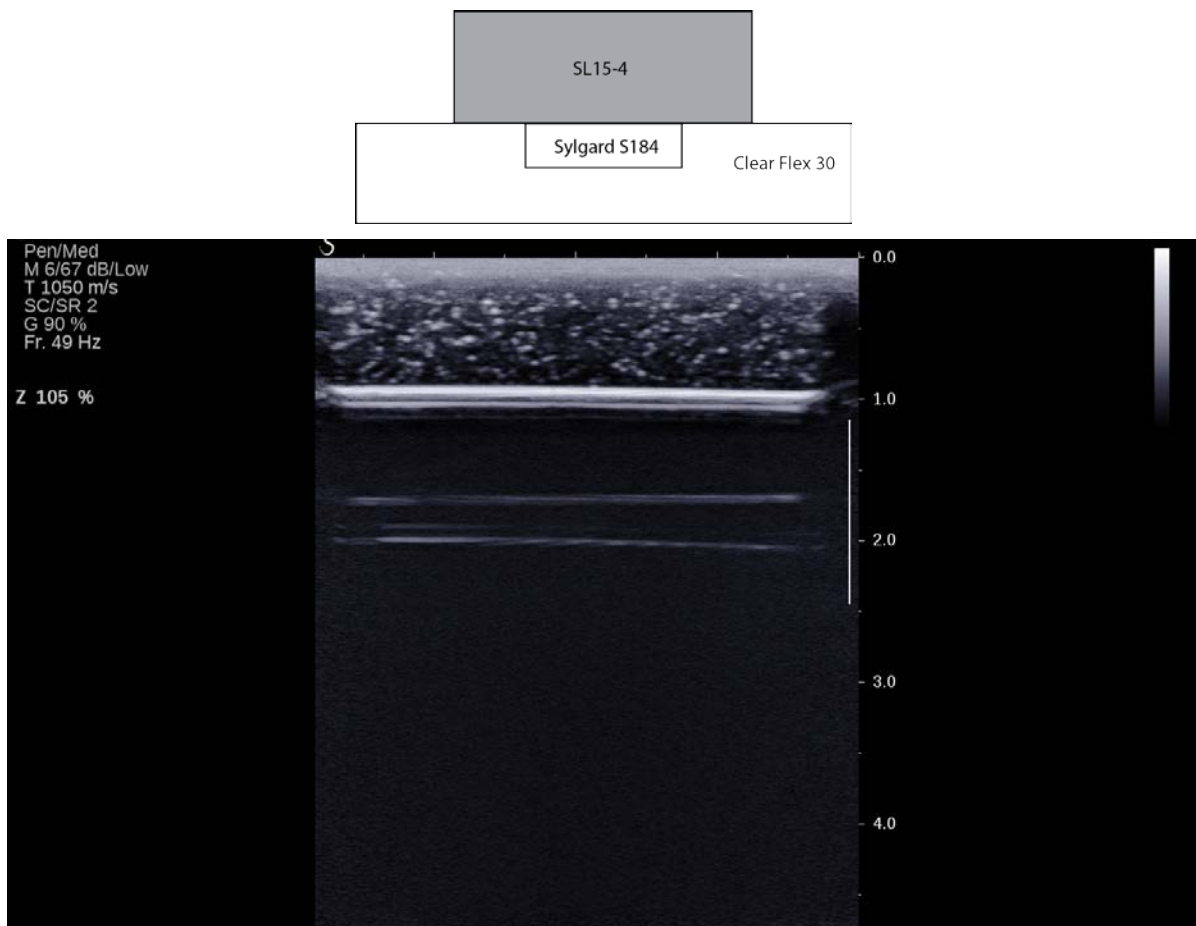 SL15-4
Sylgard S184
Clear Flex 30
Pen/Med
M 6/67 dB/Low
T 1050 m/s
SC/SR 2
G 90 %
Fr. 49 Hz
Z 105 %
S
0.0
1.0
2.0
3.0
4.0